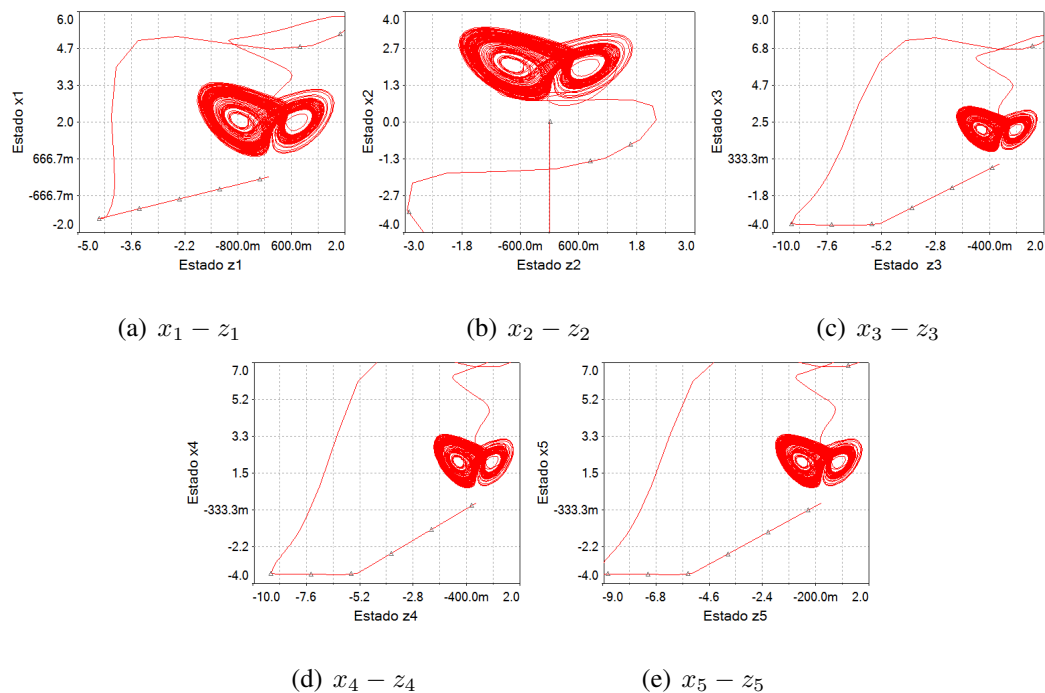 Estado x1
6.0
4.7
3.3
2.0
666.7m
-666.7m
-2.0
-5.0 -3.6 -2.2 -800.0m 600.0m 2.0
Estado z1
(a) x1 − z1
Estado x2
4.0
2.7
1.3
0.0
-1.3
-2.7
-4.0
-3.0 -1.8 -600.0m 600.0m 1.8 3.0
Estado z2
(b) x2 − z2
Estado x3
9.0
6.8
4.7
2.5
333.3m
-1.8
-4.0
-10.0 -7.6 -5.2 -2.8 -400.0m 2.0
Estado z3
(c) x3 − z3
Estado x4
7.0
5.2
3.3
1.5
-333.3m
-2.2
-4.0
-10.0 -7.6 -5.2 -2.8 -400.0m 2.0
Estado z4
(d) x4 − z4
Estado x5
7.0
5.2
3.3
1.5
-333.3m
-2.2
-4.0
-9.0 -6.8 -4.6 -2.4 -200.0m 2.0
Estado z5
(e) x5 − z5